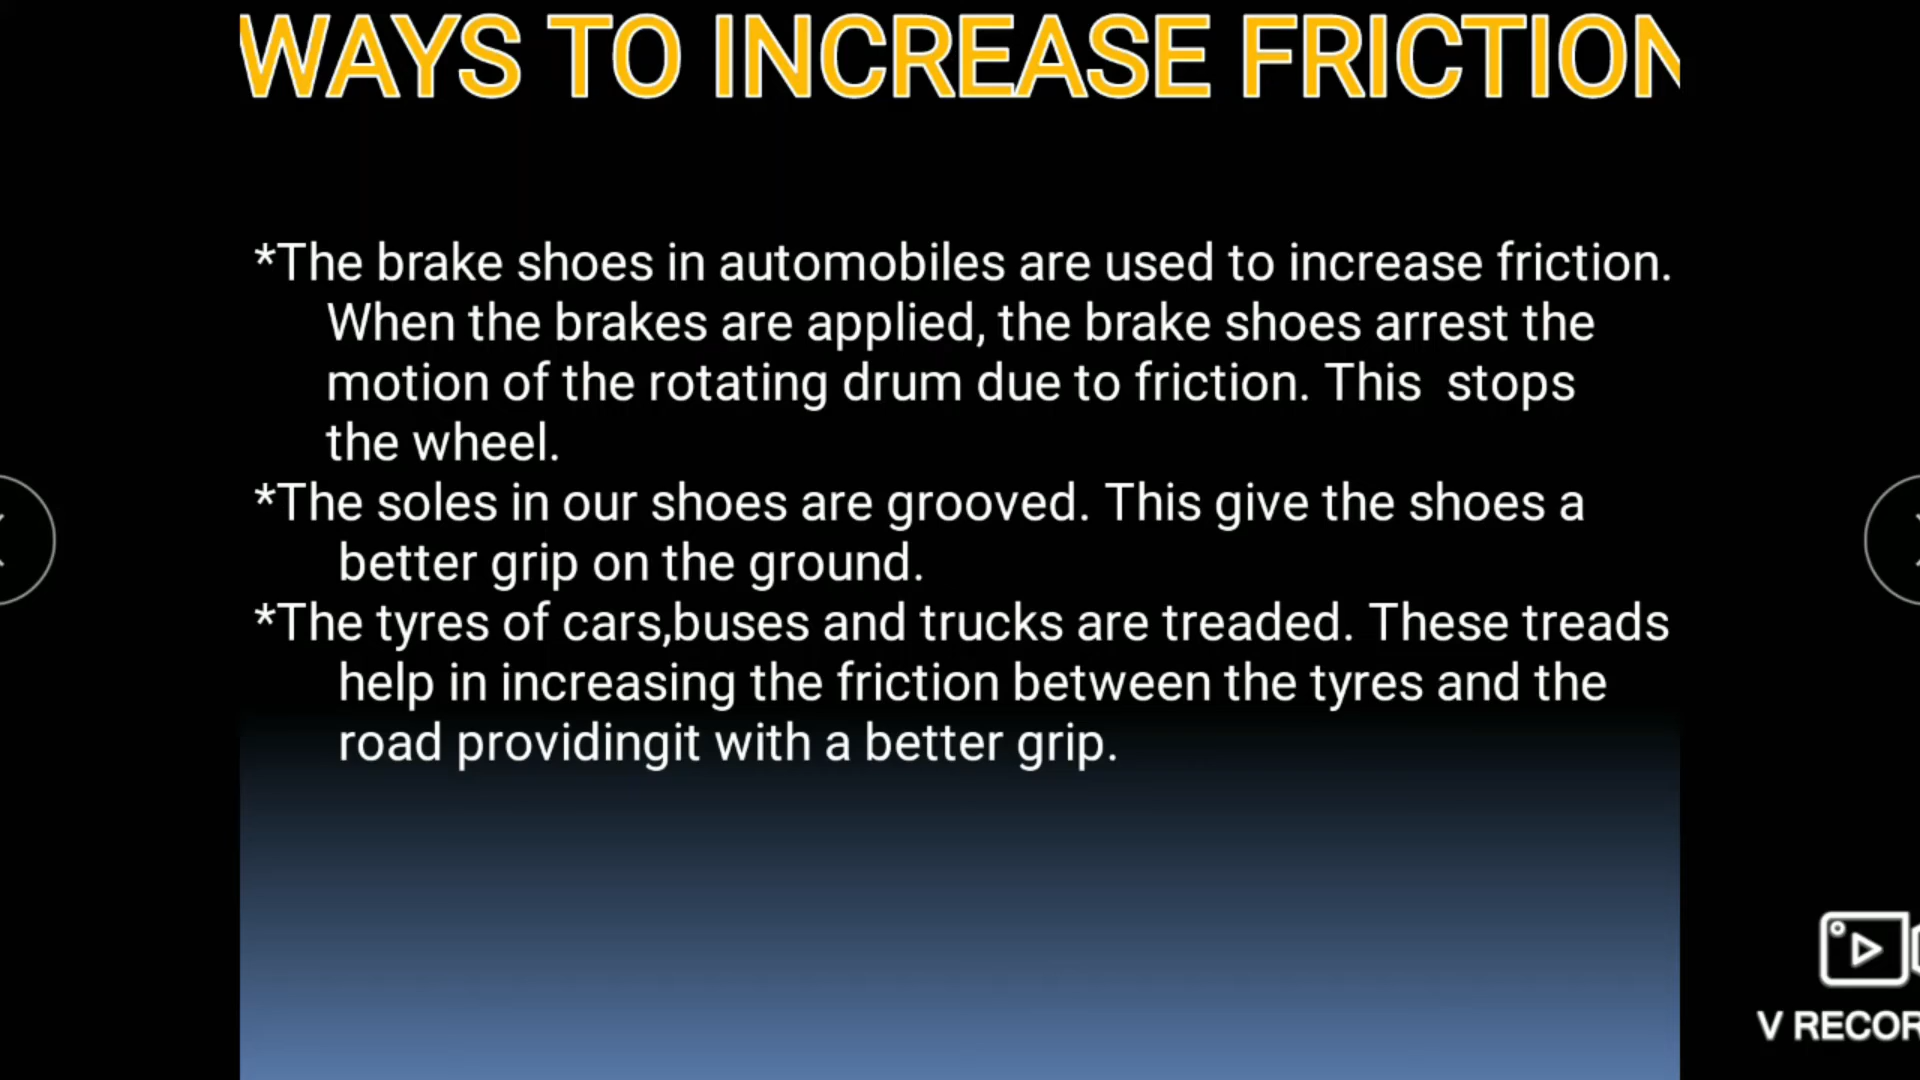 WAYS TO INCREASE FRICTION
*The brake shoes in automobiles are used to increase friction.
When the brakes are applied, the brake shoes arrest the
motion of the rotating drum due to friction. This  stops
the wheel.
*The soles in our shoes are grooved. This give the shoes a
better grip on the ground.
*The tyres of cars,buses and trucks are treaded. These treads
help in increasing the friction between the tyres and the
road providingit with a better grip.
V RECOR